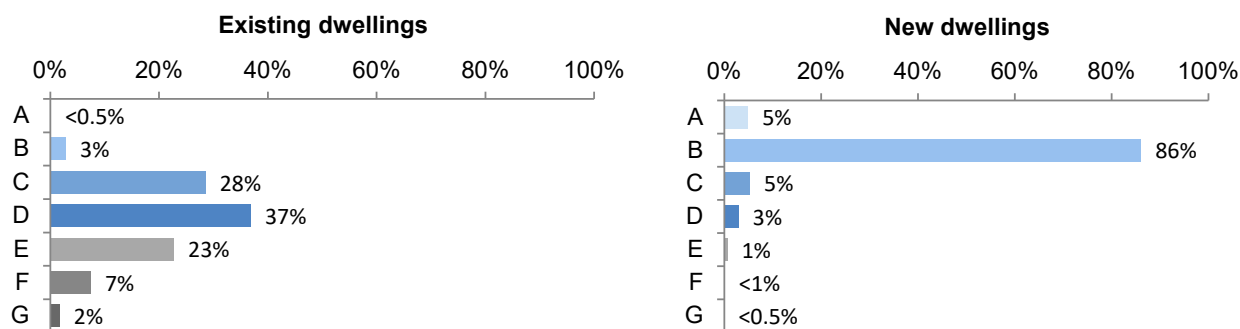 Existing dwellings
0% 20% 40% 60% 80% 100%
A <0.5%
B 3%
C 28%
D 37%
E 23%
F 7%
G 2%
New dwellings
0% 20% 40% 60% 80% 100%
A 5%
B 86%
C 5%
D 3%
E 1%
F <1%
G <0.5%